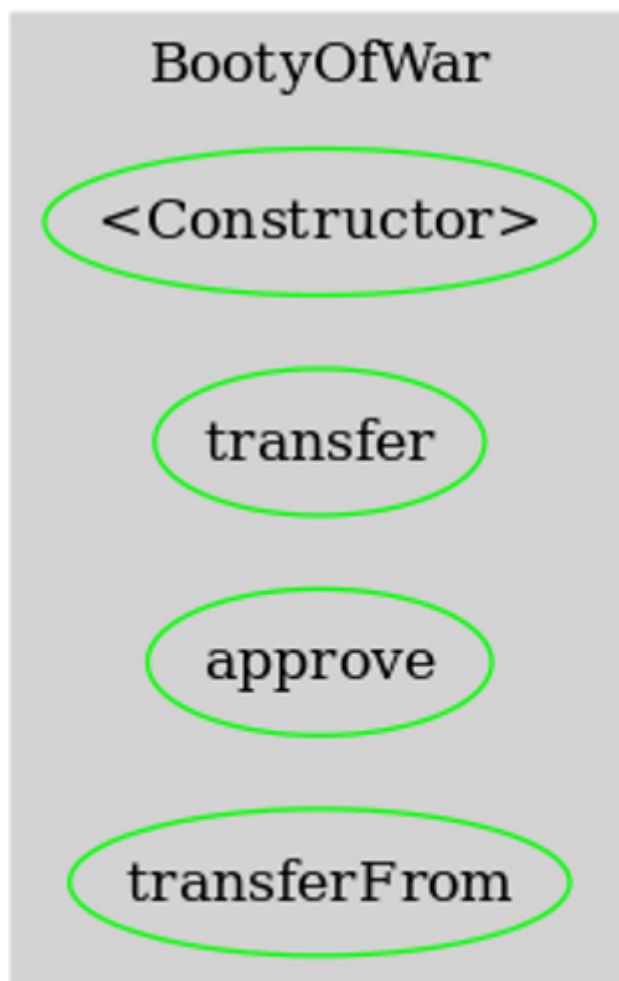 BootyOfWar
<Constructor>
transfer
approve
transferFrom